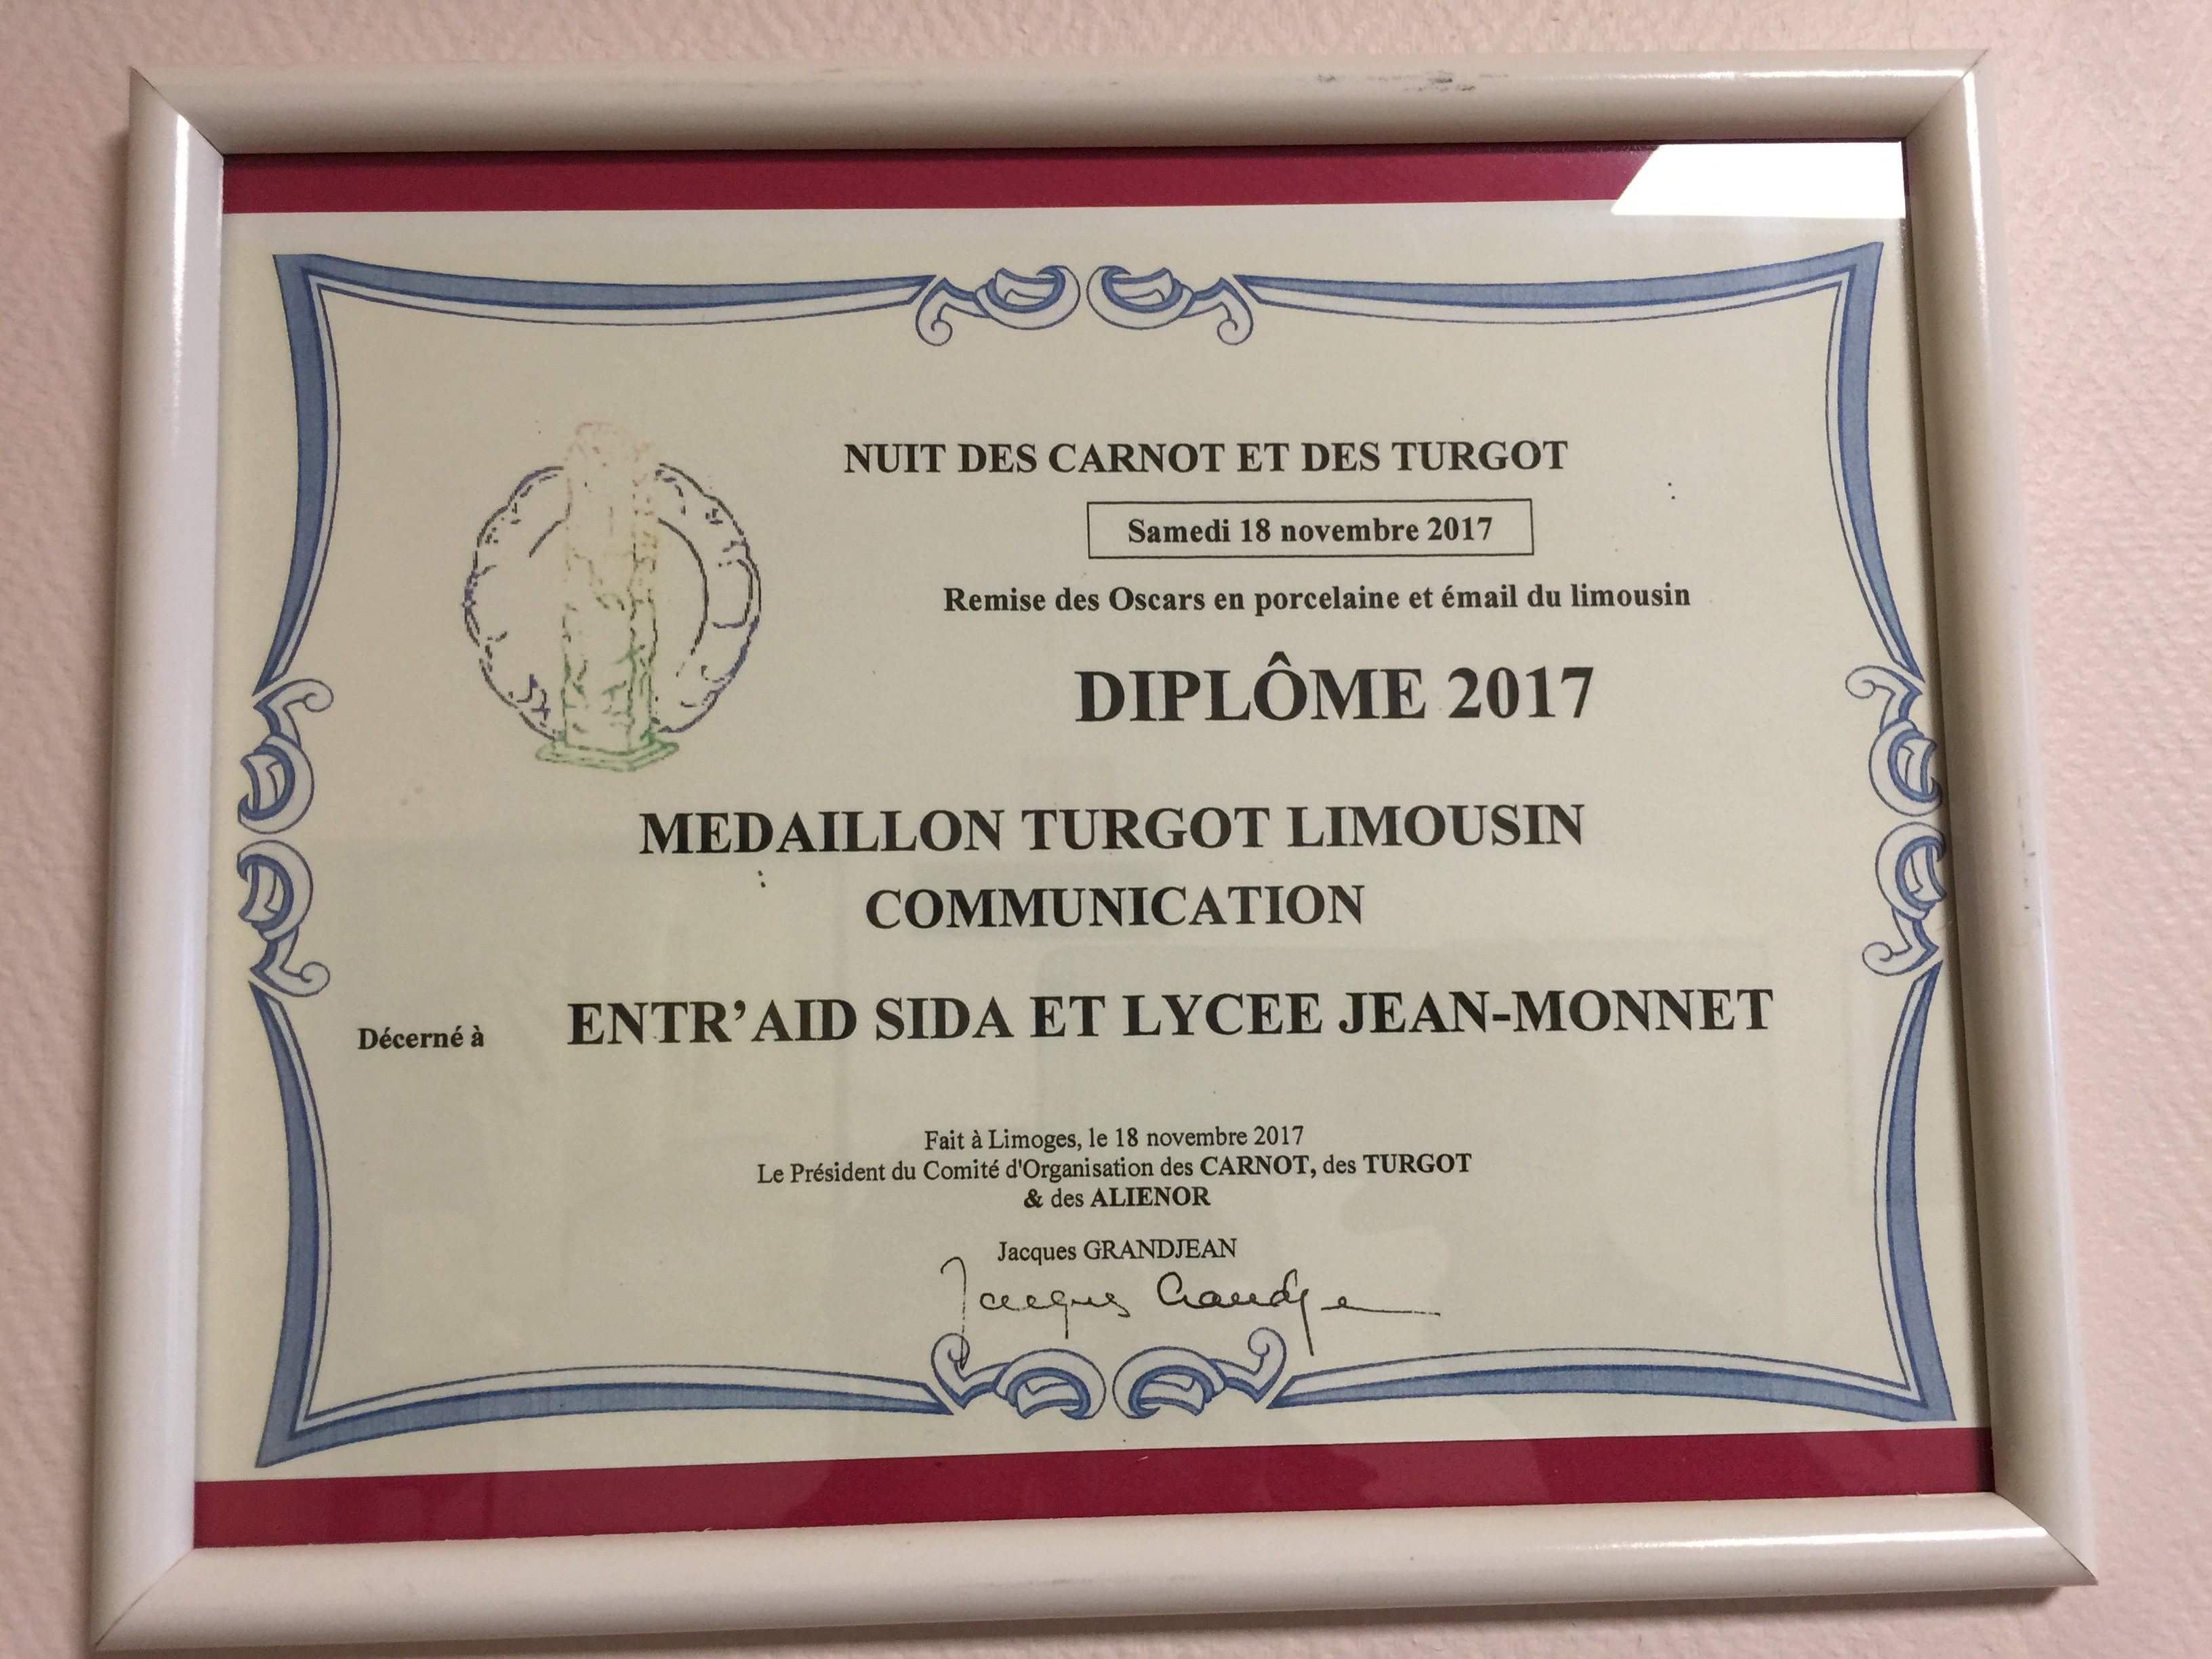 NUIT DES CARNOT ET DES TURGOT
Samedi 18 novembre 2017
Remise des Oscars en porcelaine et émail du limousin
DIPLÔME 2017
MEDAILLON TURGOT LIMOUSIN
COMMUNICATION
Décerné à ENTR'AID SIDA ET LYCEE JEAN-MONNET
Fait à Limoges, le 18 novembre 2017
Le Président du Comité d'Organisation des CARNOT, des TURGOT
& des ALIENOR
Jacques GRANDJEAN